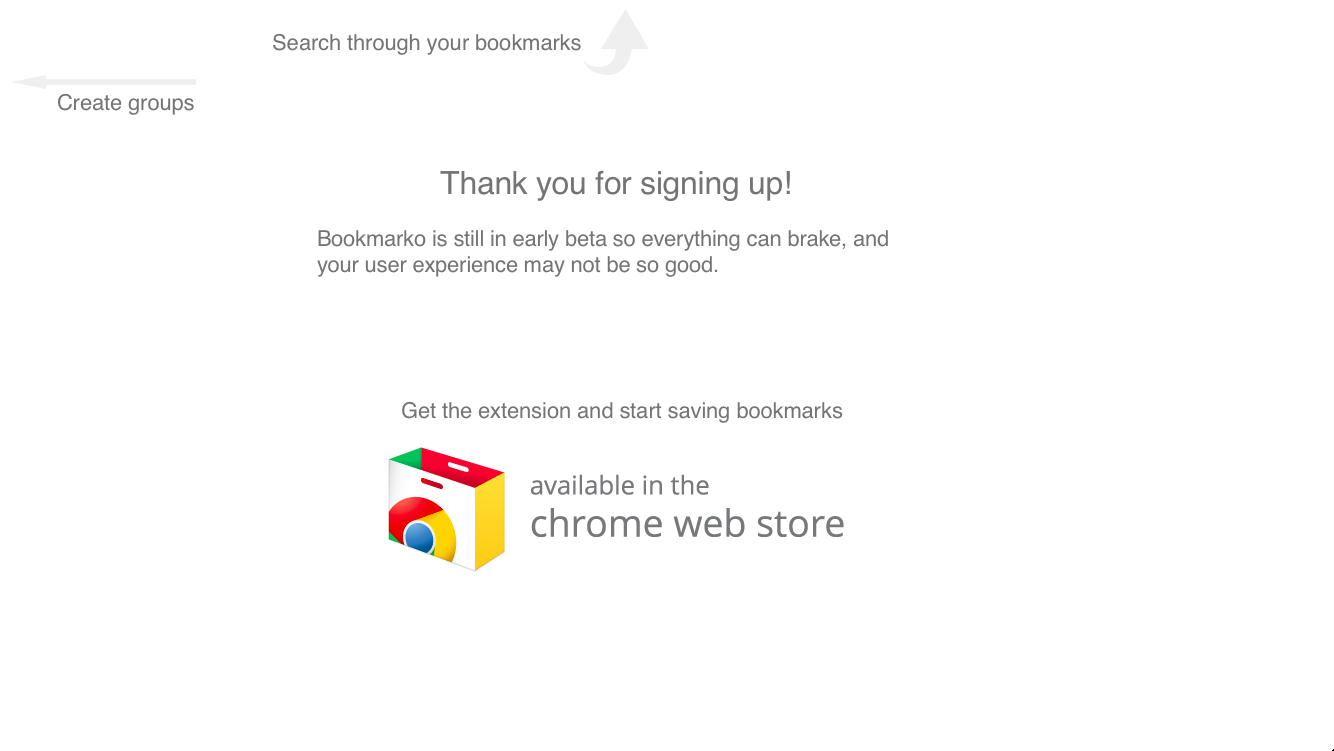 Search through your bookmarks
Create groups
Thank you for signing up!
Bookmarko is still in early beta so everything can brake, and
your user experience may not be so good.
Get the extension and start saving bookmarks
available in the
chrome web store